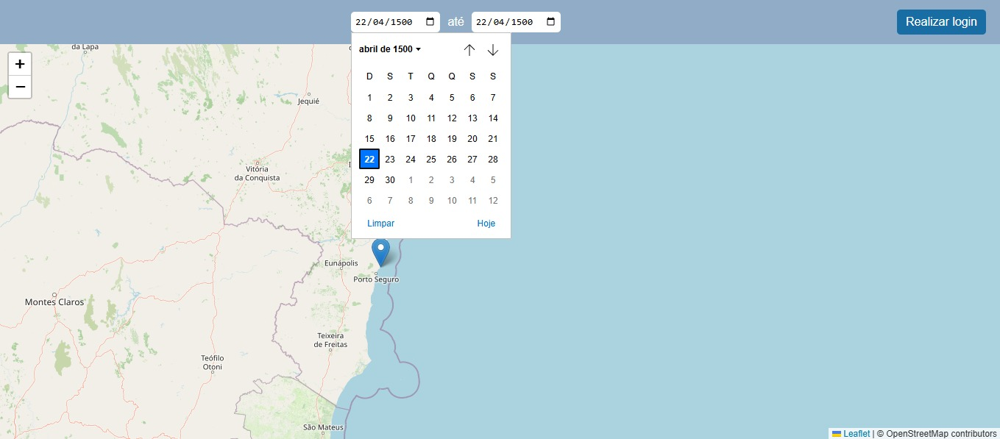 22/04/1500 até 22/04/1500
Realizar login
abril de 1500
D S T Q Q S S
1 2 3 4 5 6 7
8 9 10 11 12 13 14
15 16 17 18 19 20 21
22 23 24 25 26 27 28
29 30 1 2 3 4 5
6 7 8 9 10 11 12
Limpar Hoje
+
−
da Lapa
Jequié
Vitória
da Conquista
Eunápolis
Porto Seguro
Montes Claros
Teixeira
de Freitas
Teófilo
Otoni
São Mateus
Leaflet | © OpenStreetMap contributors